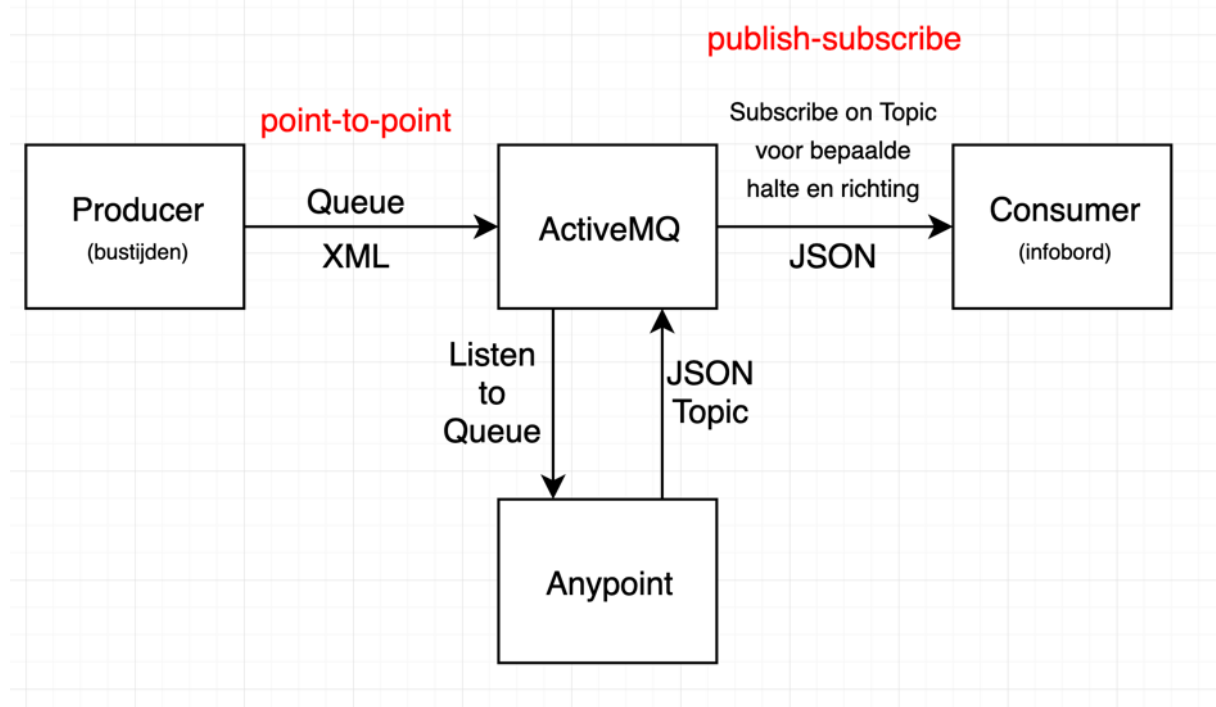 publish-subscribe
point-to-point
Subscribe on Topic
voor bepaalde
halte en richting
Producer
(bustijden)
Queue
XML
ActiveMQ
JSON
Consumer
(infobord)
Listen
to
Queue
JSON
Topic
Anypoint